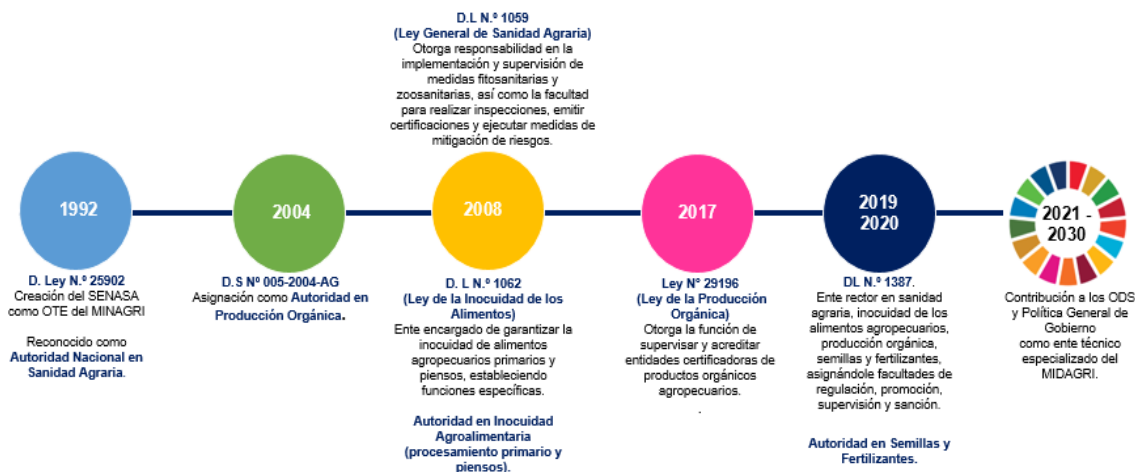 D.L N.º 1059
(Ley General de Sanidad Agraria)
Otorga responsabilidad en la
implementación y supervisión de
medidas fitosanitarias y
zoosanitarias, así como la facultad
para realizar inspecciones, emitir
certificaciones y ejecutar medidas de
mitigación de riesgos.
1992
D. Ley N.º 25902
Creación del SENASA
como OTE del MINAGRI
Reconocido como
Autoridad Nacional en
Sanidad Agraria.
2004
D.S Nº 005-2004-AG
Asignación como Autoridad en
Producción Orgánica.
2008
D. L N.º 1062
(Ley de la Inocuidad de los
Alimentos)
Ente encargado de garantizar la
inocuidad de alimentos
agropecuarios primarios y
piensos, estableciendo
funciones específicas.
Autoridad en Inocuidad
Agroalimentaria
(procesamiento primario y
piensos).
2017
Ley N° 29196
(Ley de la Producción
Orgánica)
Otorga la función de
supervisar y acreditar
entidades certificadoras de
productos orgánicos
agropecuarios.
.
2019
2020
DL N.º 1387.
Ente rector en sanidad
agraria, inocuidad de los
alimentos agropecuarios,
producción orgánica,
semillas y fertilizantes,
asignándole facultades de
regulación, promoción,
supervisión y sanción.
Autoridad en Semillas y
Fertilizantes.
2021 -
2030
Contribución a los ODS
y Política General de
Gobierno
como ente técnico
especializado del
MIDAGRI.